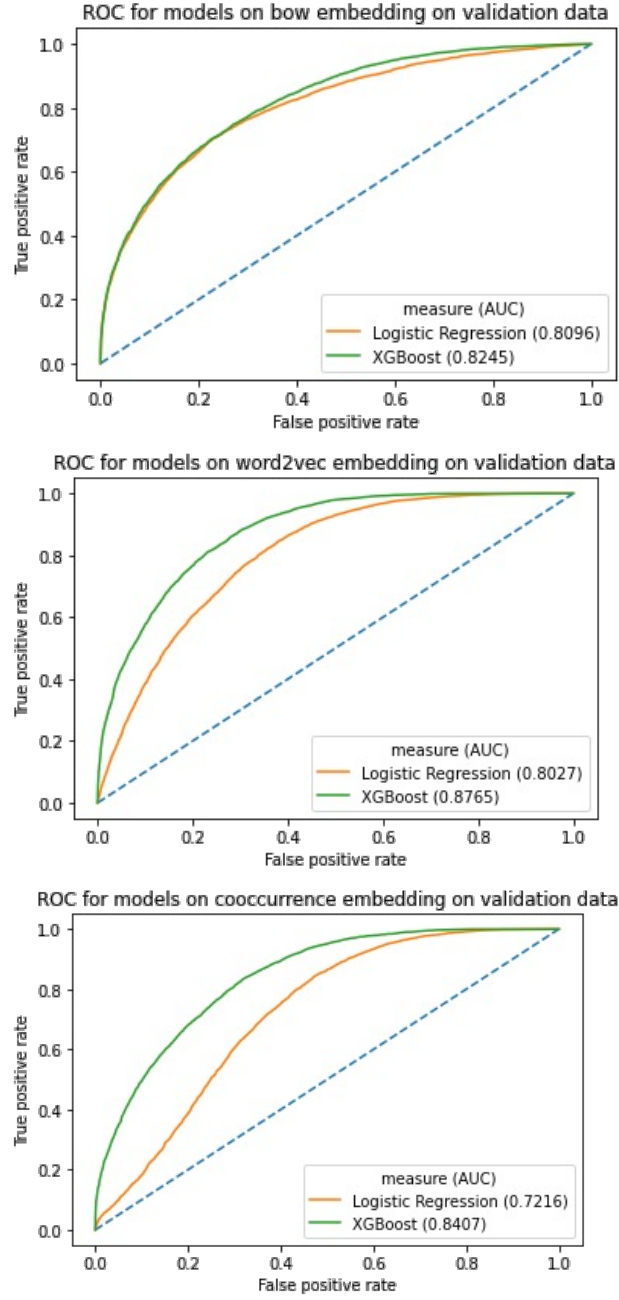 ROC for models on bow embedding on validation data
1.0
0.8
0.6
0.4
0.2
0.0
True positive rate
measure (AUC)
Logistic Regression (0.8096)
XGBoost (0.8245)
0.0 0.2 0.4 0.6 0.8 1.0
False positive rate
ROC for models on word2vec embedding on validation data
1.0
0.8
0.6
0.4
0.2
0.0
True positive rate
measure (AUC)
Logistic Regression (0.8027)
XGBoost (0.8765)
0.0 0.2 0.4 0.6 0.8 1.0
False positive rate
ROC for models on cooccurrence embedding on validation data
1.0
0.8
0.6
0.4
0.2
0.0
True positive rate
measure (AUC)
Logistic Regression (0.7216)
XGBoost (0.8407)
0.0 0.2 0.4 0.6 0.8 1.0
False positive rate